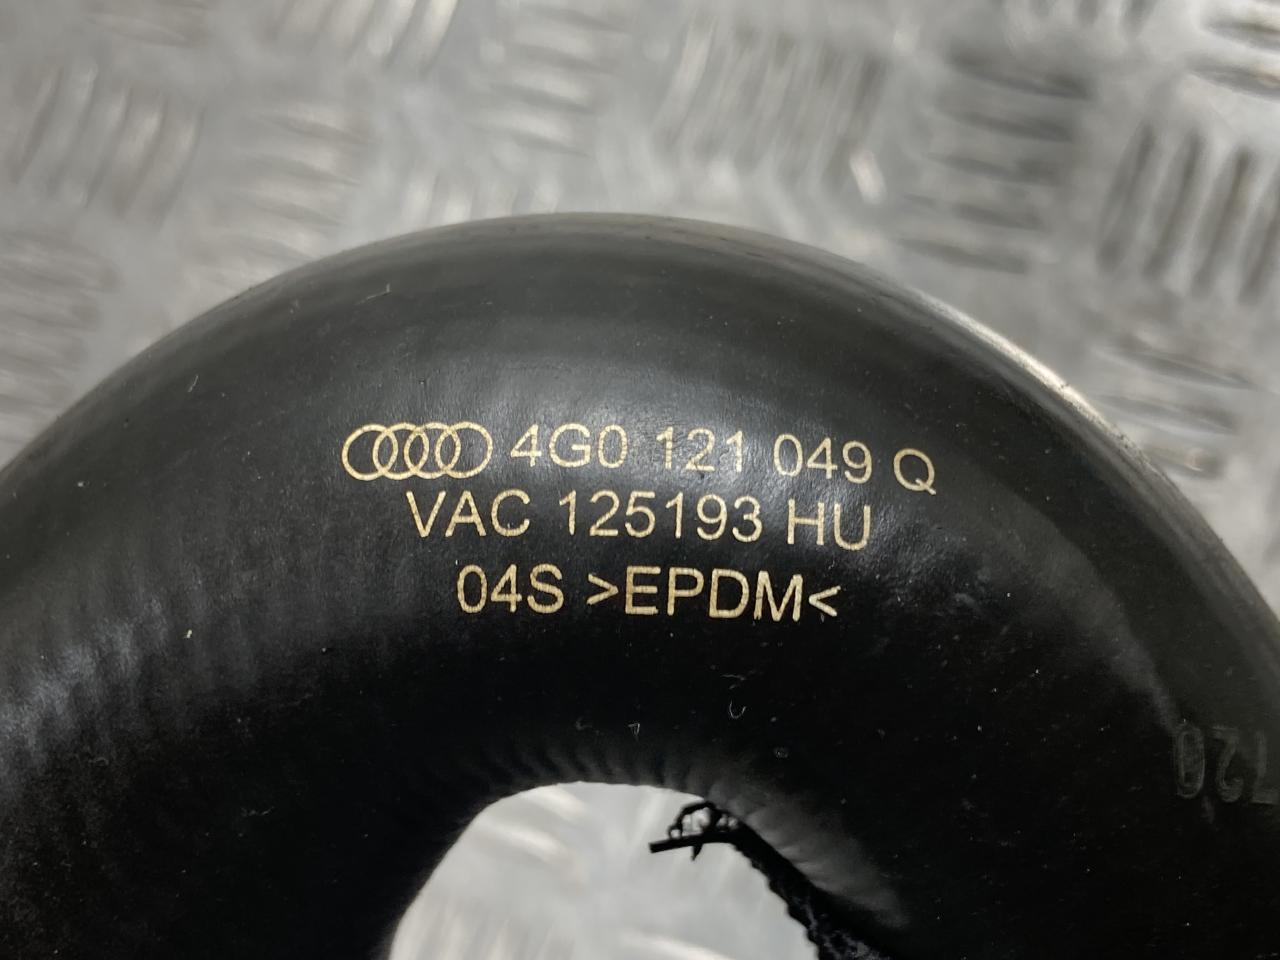 4G0 121 049 Q
VAC 125193 HU
04S >EPDM<